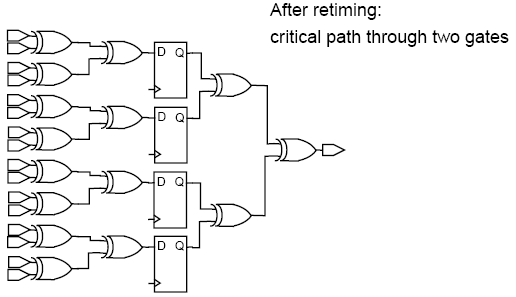 After retiming:
critical path through two gates
D Q
D Q
D Q
D Q